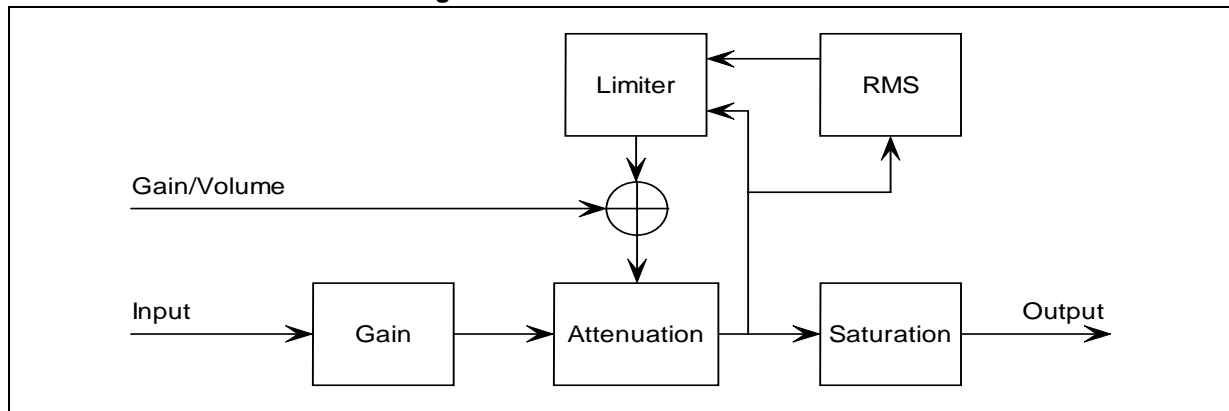 Limiter
RMS
Gain/Volume
Input
Output
Gain
Attenuation
Saturation